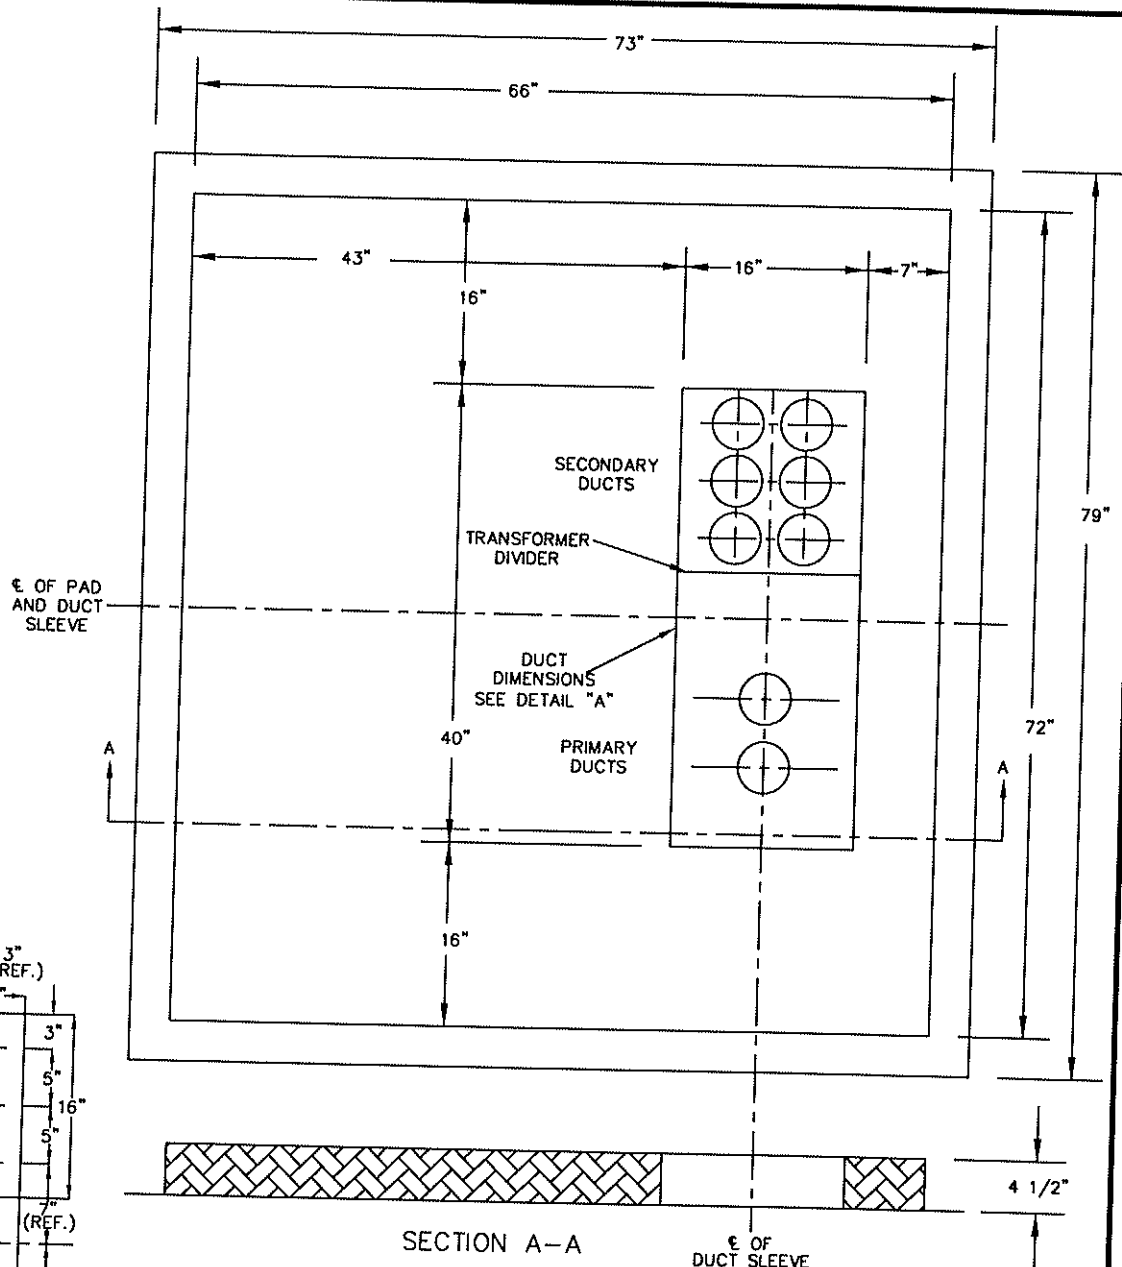 73"
66"
43"
16"
7"
16"
SECONDARY
DUCTS
79"
TRANSFORMER
DIVIDER
℄ OF PAD
AND DUCT
SLEEVE
DUCT
DIMENSIONS
SEE DETAIL "A"
72"
40"
PRIMARY
DUCTS
A
A
16"
3"
REF.)
3"
5"
16"
5"
7"
(REF.)
4 1/2"
SECTION A-A
℄ OF
DUCT SLEEVE